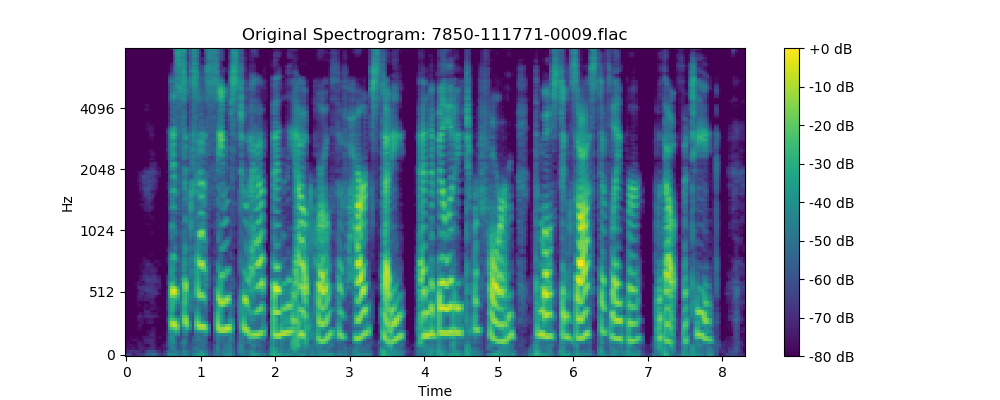 Original Spectrogram: 7850-111771-0009.flac
Hz
4096
2048
1024
512
0
0 1 2 3 4 5 6 7 8
Time
+0 dB
-10 dB
-20 dB
-30 dB
-40 dB
-50 dB
-60 dB
-70 dB
-80 dB